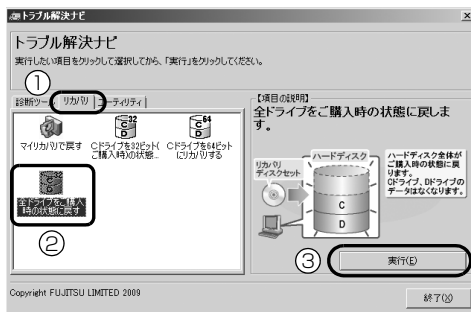 トラブル解決ナビ
トラブル解決ナビ
実行したい項目をクリックして選択してから、「実行」をクリックしてください。
①
診断ツール リカバリ ユーティリティ
マイリカバリで戻す
Cドライブを32ビット(ご購入時)の状態...
Cドライブを64ビットにリカバリする
全ドライブをご購入時の状態に戻す
②
【項目の説明】
全ドライブをご購入時の状態に戻します。
リカバリ
ディスクセット
ハードディスク
C
D
ハードディスク全体が
ご購入時の状態に戻
ります。
Cドライブ、Dドライブの
データはなくなります。
③
実行(E)
Copyright FUJITSU LIMITED 2009
終了(X)